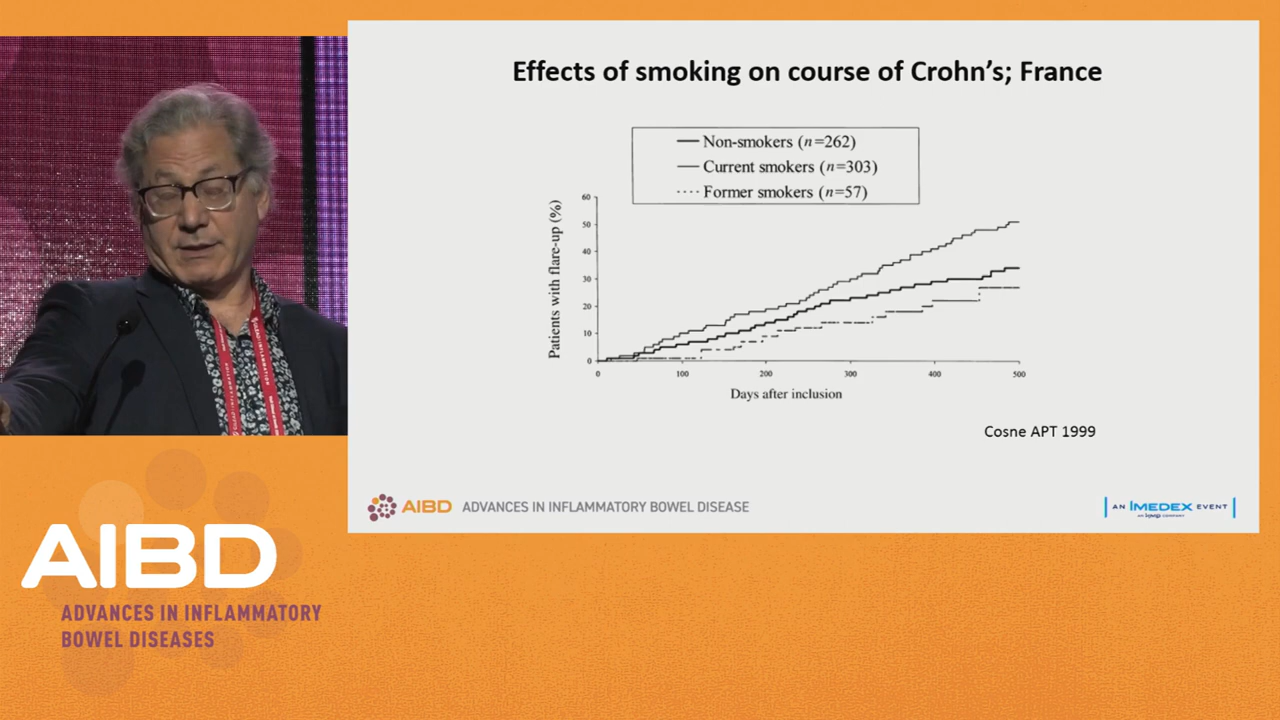 Effects of smoking on course of Crohn's; France
Non-smokers (n=262)
Current smokers (n=303)
Former smokers (n=57)
Patients with flare-up (%)
60
50
40
30
20
10
0
0 100 200 300 400 500
Days after inclusion
Cosne APT 1999
AIBD ADVANCES IN INFLAMMATORY BOWEL DISEASE
AN IMEDEX EVENT
AIBD
ADVANCES IN INFLAMMATORY
BOWEL DISEASES